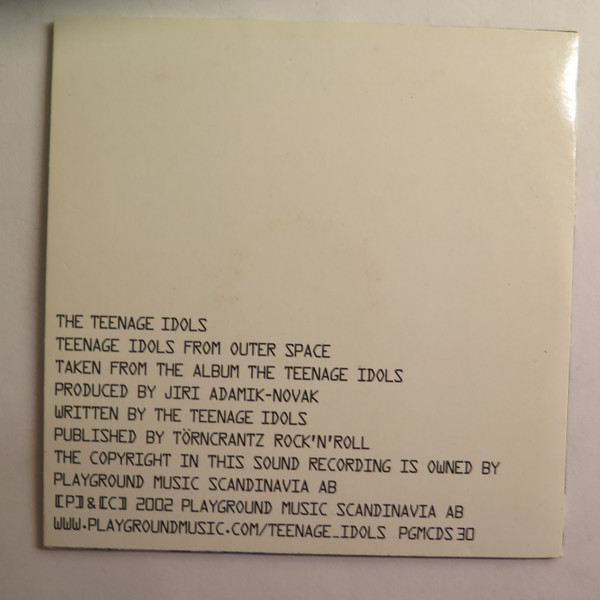 THE TEENAGE IDOLS
TEENAGE IDOLS FROM OUTER SPACE
TAKEN FROM THE ALBUM THE TEENAGE IDOLS
PRODUCED BY JIRI ADAMIK-NOVAK
WRITTEN BY THE TEENAGE IDOLS
PUBLISHED BY TÖRNCRANTZ ROCK'N'ROLL
THE COPYRIGHT IN THIS SOUND RECORDING IS OWNED BY
PLAYGROUND MUSIC SCANDINAVIA AB
[P]&[C] 2002 PLAYGROUND MUSIC SCANDINAVIA AB
WWW.PLAYGROUNDMUSIC.COM/TEENAGE_IDOLS PGMCDS 30